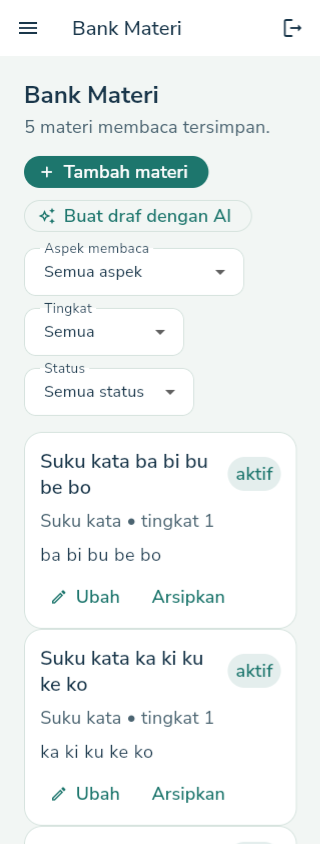 Bank Materi
Bank Materi
5 materi membaca tersimpan.
Tambah materi
Buat draf dengan AI
Aspek membaca
Semua aspek
Tingkat
Semua
Status
Semua status
Suku kata ba bi bu
be bo
aktif
Suku kata • tingkat 1
ba bi bu be bo
Ubah Arsipkan
Suku kata ka ki ku
ke ko
aktif
Suku kata • tingkat 1
ka ki ku ke ko
Ubah Arsipkan